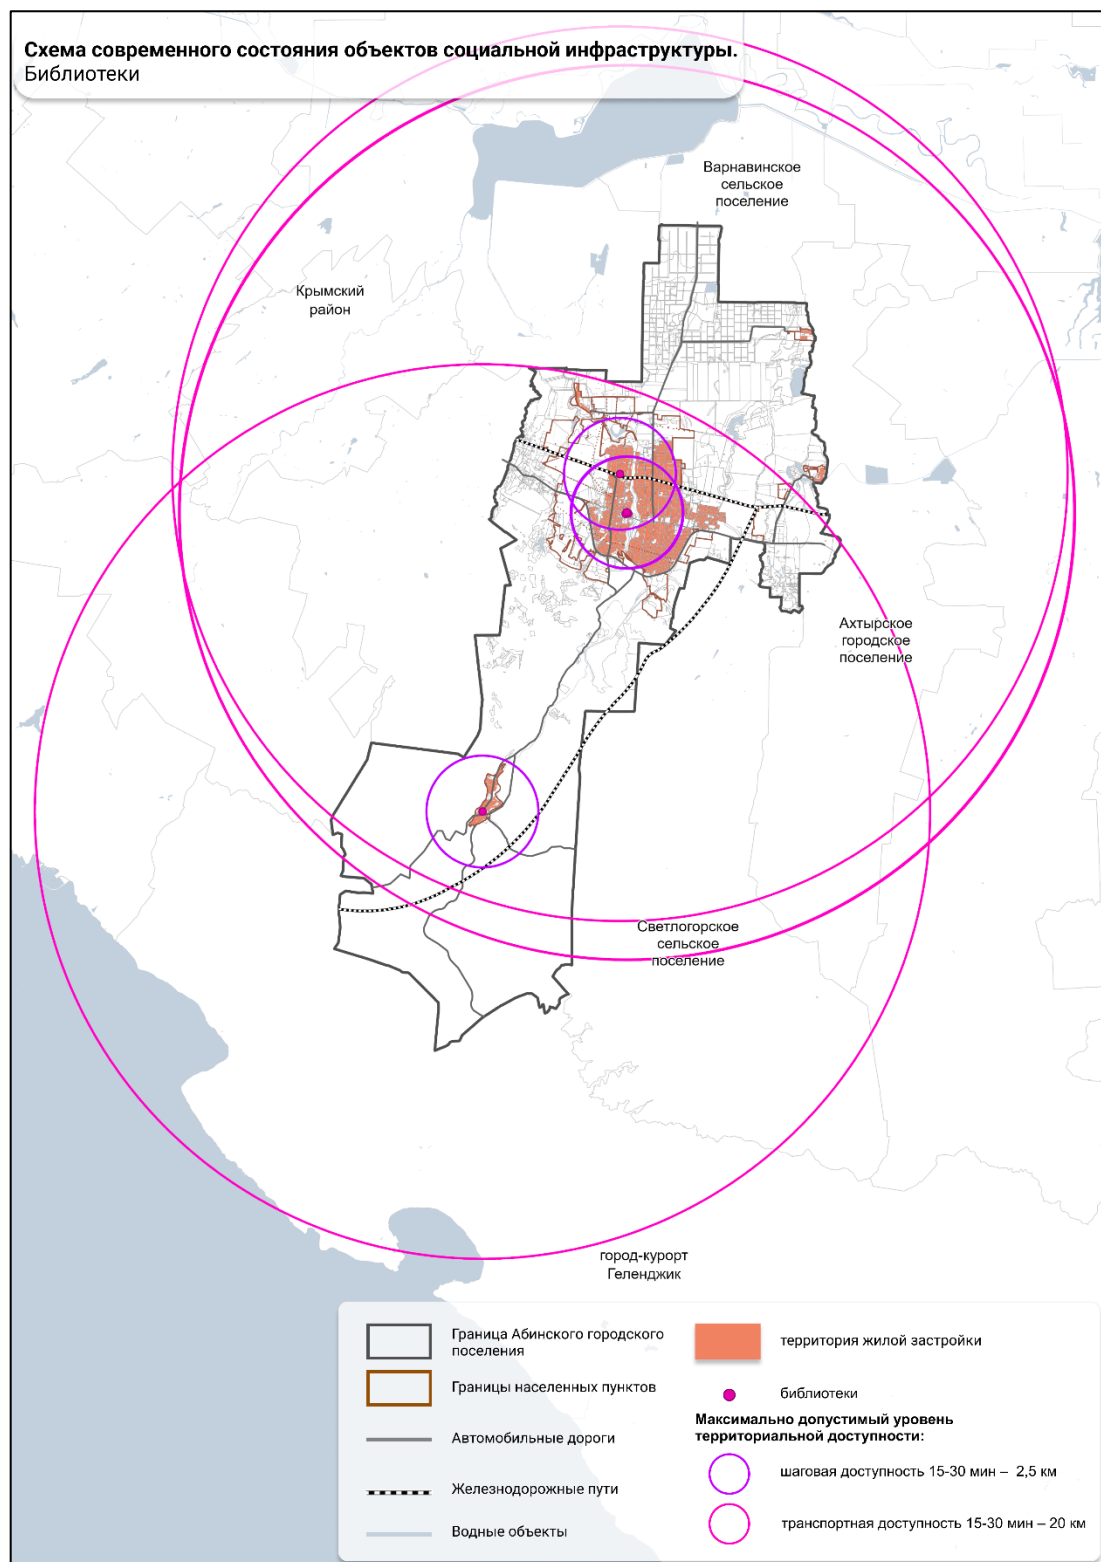 Схема современного состояния объектов социальной инфраструктуры.
Библиотеки
Варнавинское
сельское
поселение
Крымский
район
Ахтырское
городское
поселение
Светлогорское
сельское
поселение
город-курорт
Геленджик
Граница Абинского городского
поселения
Границы населенных пунктов
Автомобильные дороги
Железнодорожные пути
Водные объекты
территория жилой застройки
библиотеки
Максимально допустимый уровень
территориальной доступности:
шаговая доступность 15-30 мин – 2,5 км
транспортная доступность 15-30 мин – 20 км